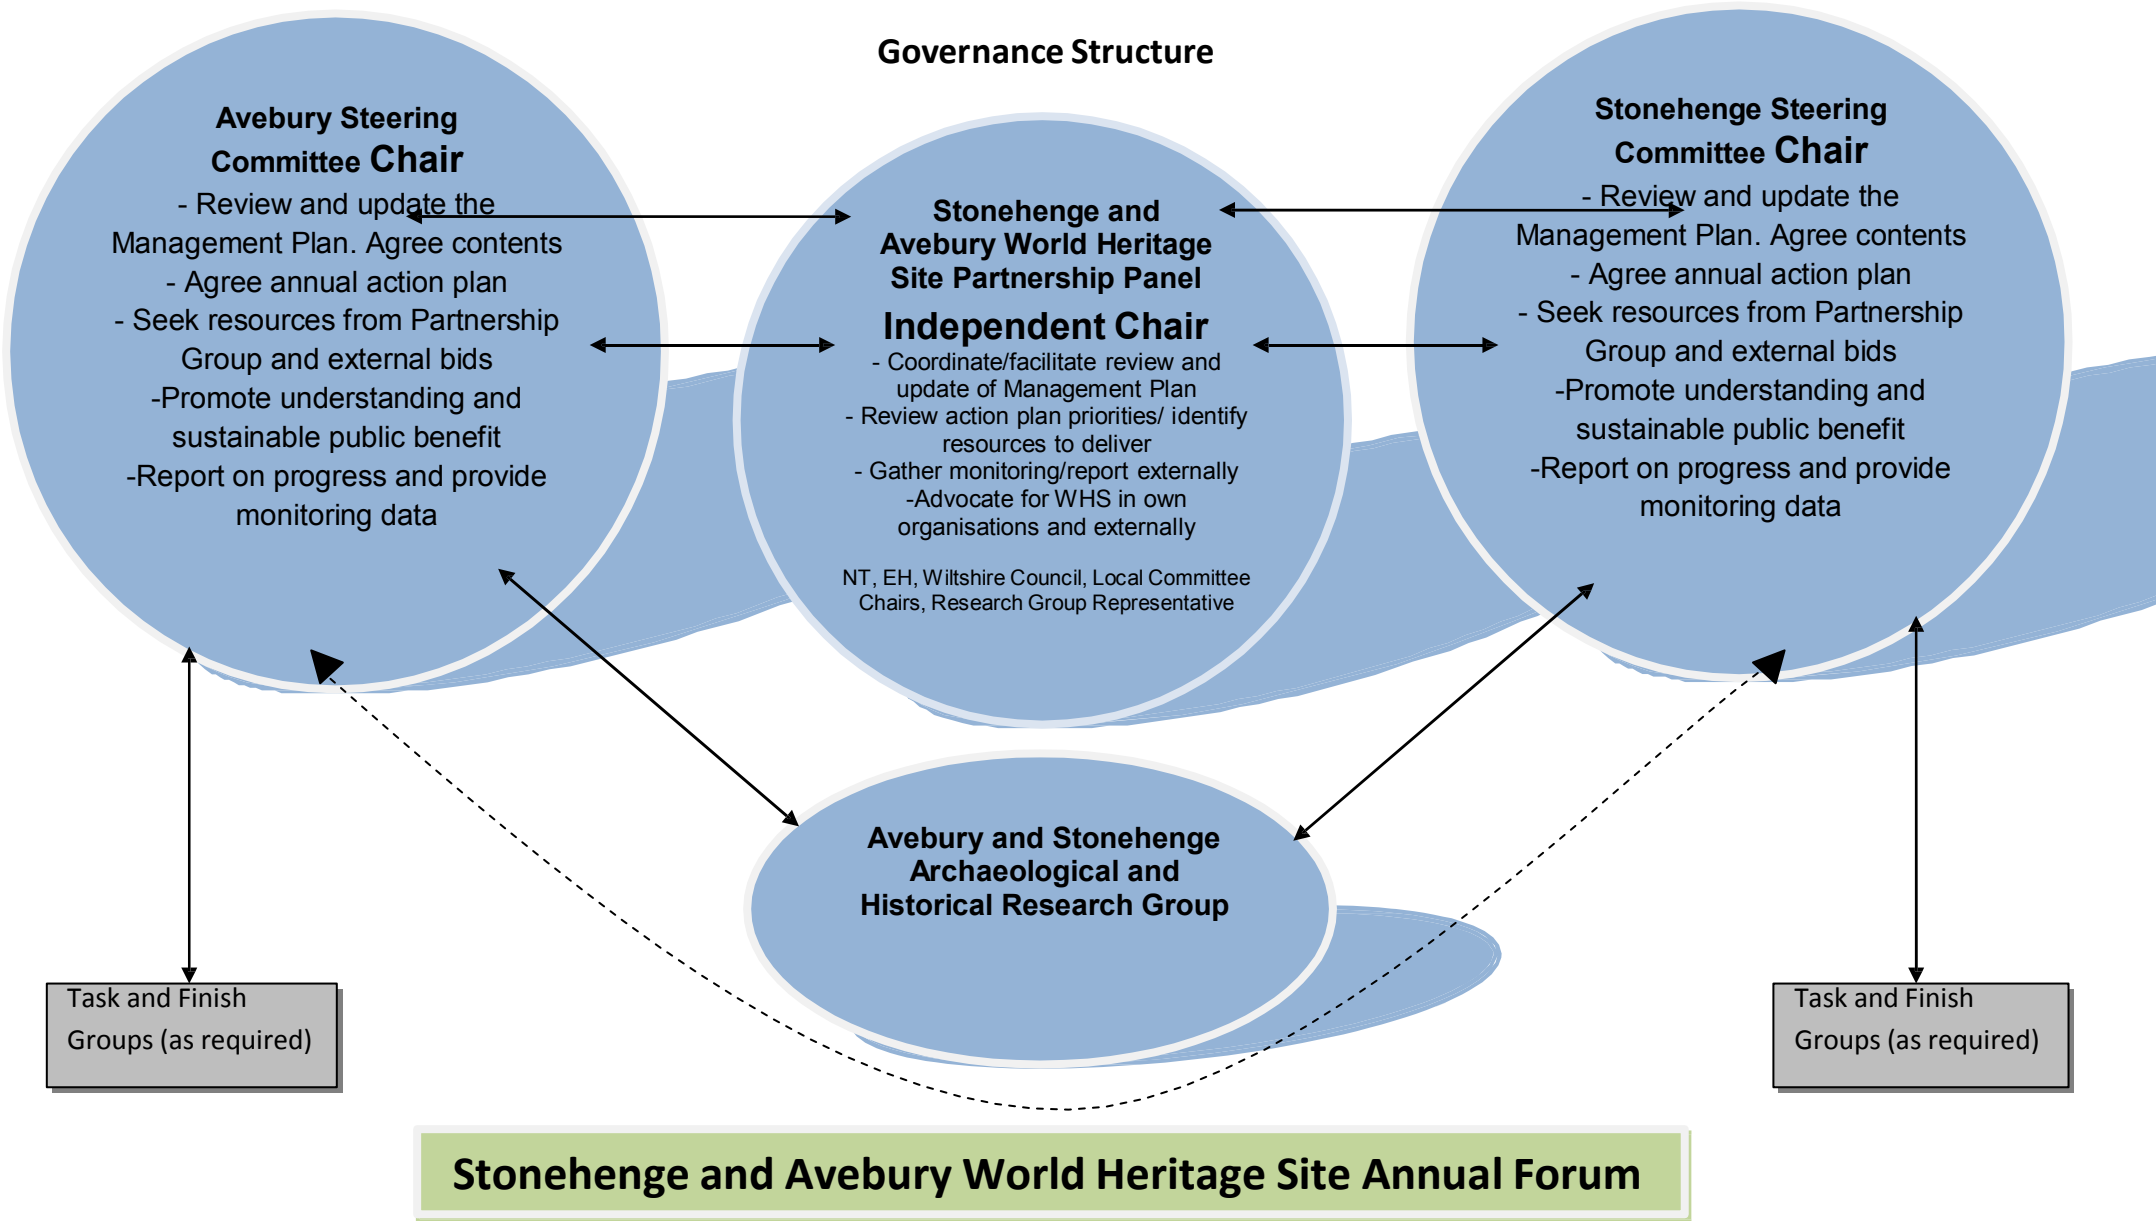 Governance Structure
Avebury Steering
Committee Chair
- Review and update the
Management Plan. Agree contents
- Agree annual action plan
- Seek resources from Partnership
Group and external bids
-Promote understanding and
sustainable public benefit
-Report on progress and provide
monitoring data
Stonehenge and
Avebury World Heritage
Site Partnership Panel
Independent Chair
- Coordinate/facilitate review and
update of Management Plan
- Review action plan priorities/ identify
resources to deliver
- Gather monitoring/report externally
-Advocate for WHS in own
organisations and externally
NT, EH, Wiltshire Council, Local Committee
Chairs, Research Group Representative
Stonehenge Steering
Committee Chair
- Review and update the
Management Plan. Agree contents
- Agree annual action plan
- Seek resources from Partnership
Group and external bids
-Promote understanding and
sustainable public benefit
-Report on progress and provide
monitoring data
Avebury and Stonehenge
Archaeological and
Historical Research Group
Task and Finish
Groups (as required)
Task and Finish
Groups (as required)
Stonehenge and Avebury World Heritage Site Annual Forum